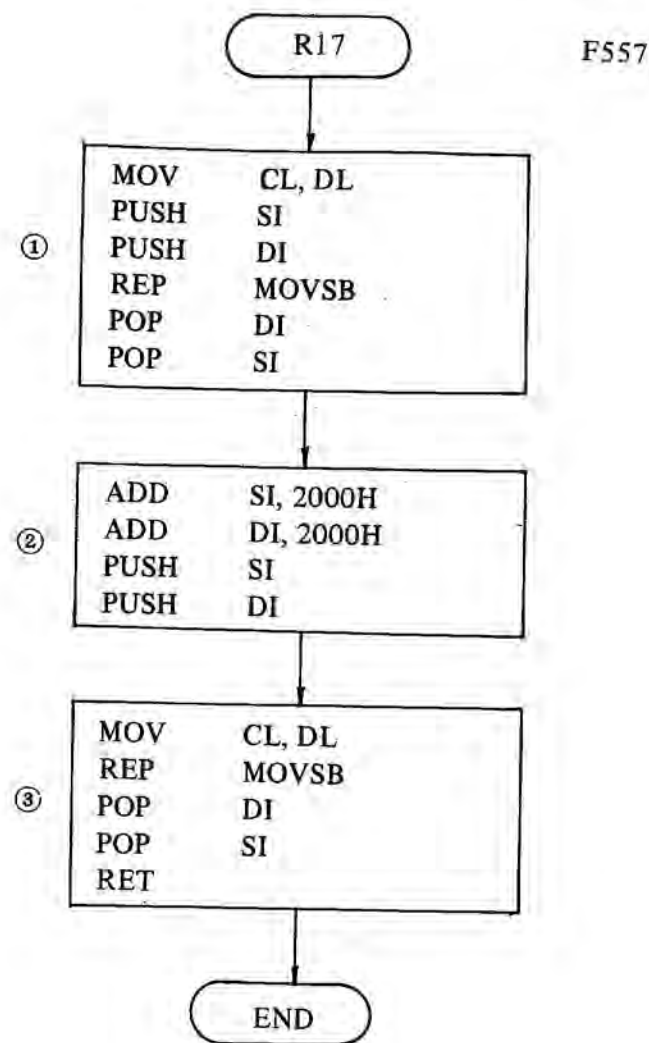 R17
F557
MOV CL, DL
PUSH SI
PUSH DI
① REP MOVSB
POP DI
POP SI
ADD SI, 2000H
② ADD DI, 2000H
PUSH SI
PUSH DI
MOV CL, DL
REP MOVSB
③ POP DI
POP SI
RET
END